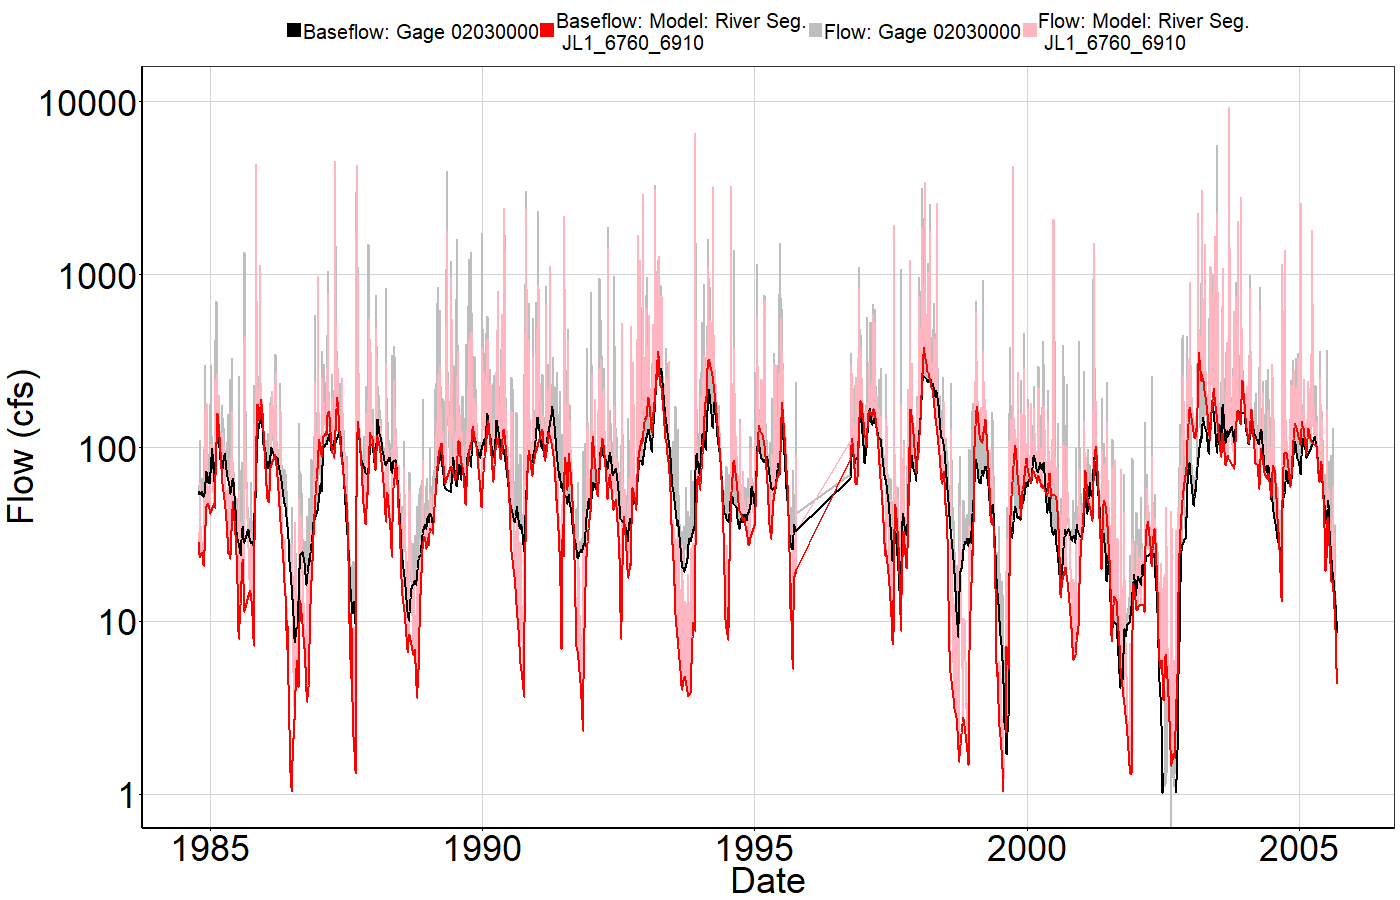 Baseflow: Gage 02030000 Baseflow: Model: River Seg. Flow: Gage 02030000 Flow: Model: River Seg.
JL1_6760_6910 JL1_6760_6910
10000
1000
100
10
1
Flow (cfs)
1985 1990 1995 2000 2005
Date